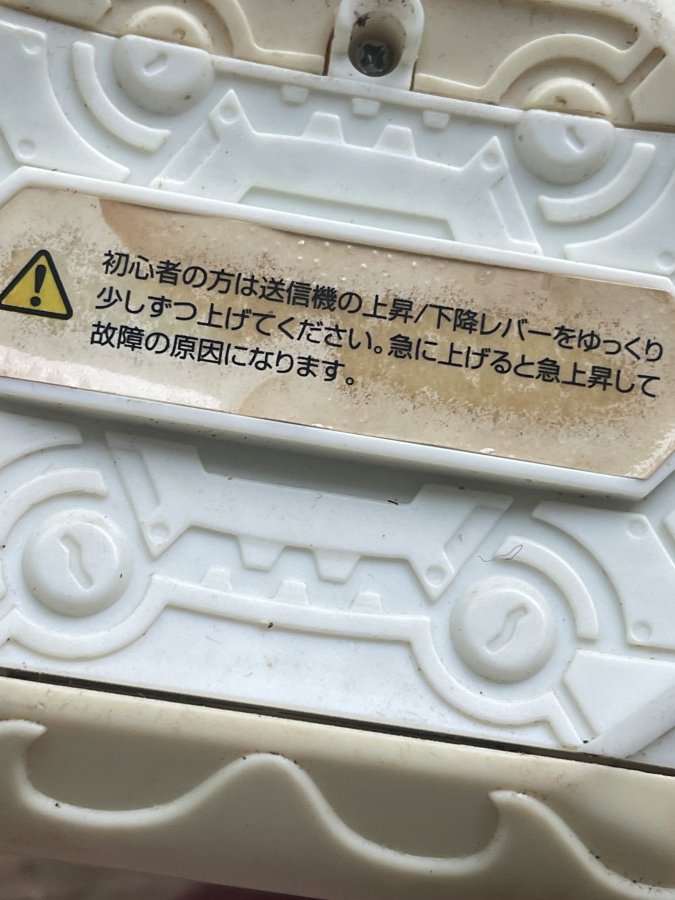 初心者の方は送信機の上昇/下降レバーをゆっくり
少しずつ上げてください。急に上げると急上昇して
故障の原因になります。